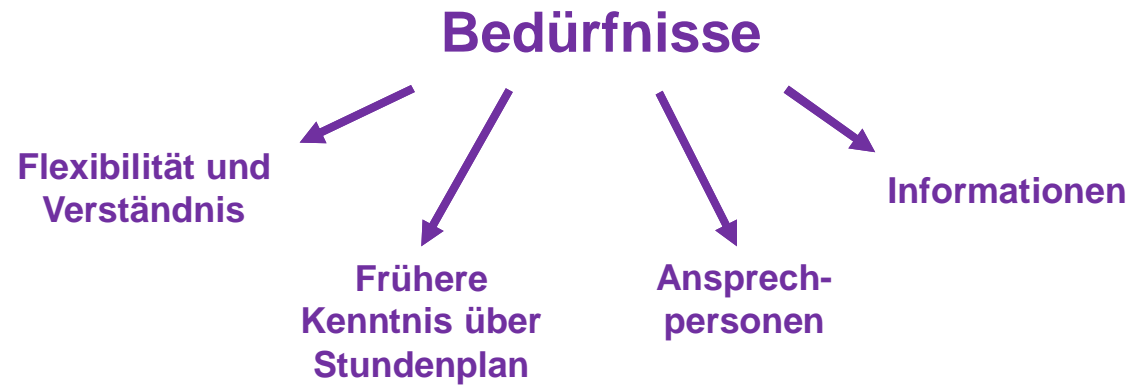 Bedürfnisse
Flexibilität und
Verständnis
Informationen
Frühere
Kenntnis über
Stundenplan
Ansprech-
personen